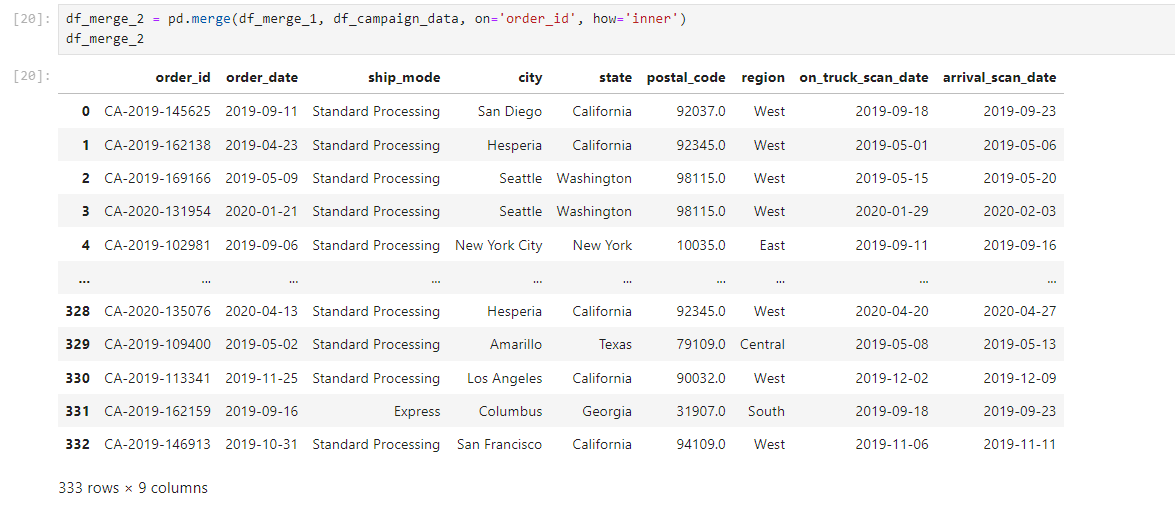 [20]: df_merge_2 = pd.merge(df_merge_1, df_campaign_data, on='order_id', how='inner')
df_merge_2
[20]: order_id order_date ship_mode city state postal_code region on_truck_scan_date arrival_scan_date
0 CA-2019-145625 2019-09-11 Standard Processing San Diego California 92037.0 West 2019-09-18 2019-09-23
1 CA-2019-162138 2019-04-23 Standard Processing Hesperia California 92345.0 West 2019-05-01 2019-05-06
2 CA-2019-169166 2019-05-09 Standard Processing Seattle Washington 98115.0 West 2019-05-15 2019-05-20
3 CA-2020-131954 2020-01-21 Standard Processing Seattle Washington 98115.0 West 2020-01-29 2020-02-03
4 CA-2019-102981 2019-09-06 Standard Processing New York City New York 10035.0 East 2019-09-11 2019-09-16
... ... ... ... ... ... ... ... ... ...
328 CA-2020-135076 2020-04-13 Standard Processing Hesperia California 92345.0 West 2020-04-20 2020-04-27
329 CA-2019-109400 2019-05-02 Standard Processing Amarillo Texas 79109.0 Central 2019-05-08 2019-05-13
330 CA-2019-113341 2019-11-25 Standard Processing Los Angeles California 90032.0 West 2019-12-02 2019-12-09
331 CA-2019-162159 2019-09-16 Express Columbus Georgia 31907.0 South 2019-09-18 2019-09-23
332 CA-2019-146913 2019-10-31 Standard Processing San Francisco California 94109.0 West 2019-11-06 2019-11-11
333 rows × 9 columns